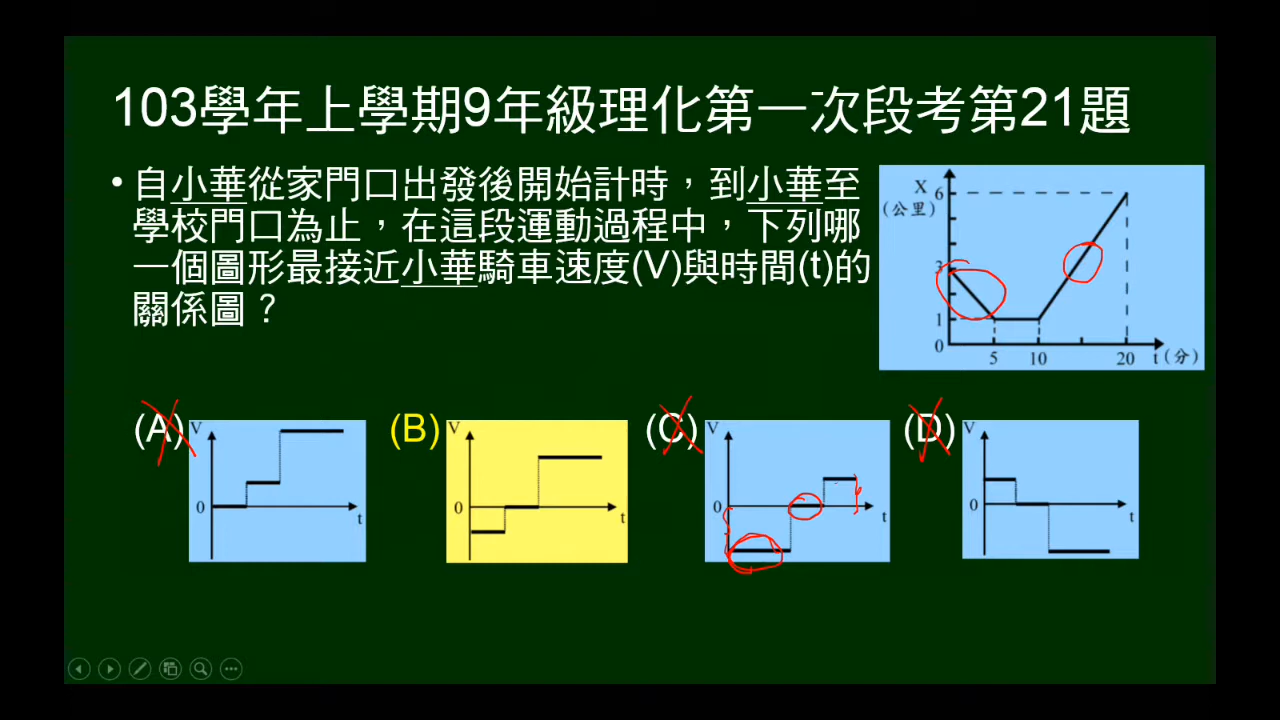 103學年上學期9年級理化第一次段考第21題
• 自小華從家門口出發後開始計時，到小華至
學校門口為止，在這段運動過程中，下列哪
一個圖形最接近小華騎車速度(V)與時間(t)的
關係圖？
X
(公里)
6
3
1
0
5 10 20 t(分)
(A) V
0
t
(B) V
0
t
(C) V
0
t
(D) V
0
t